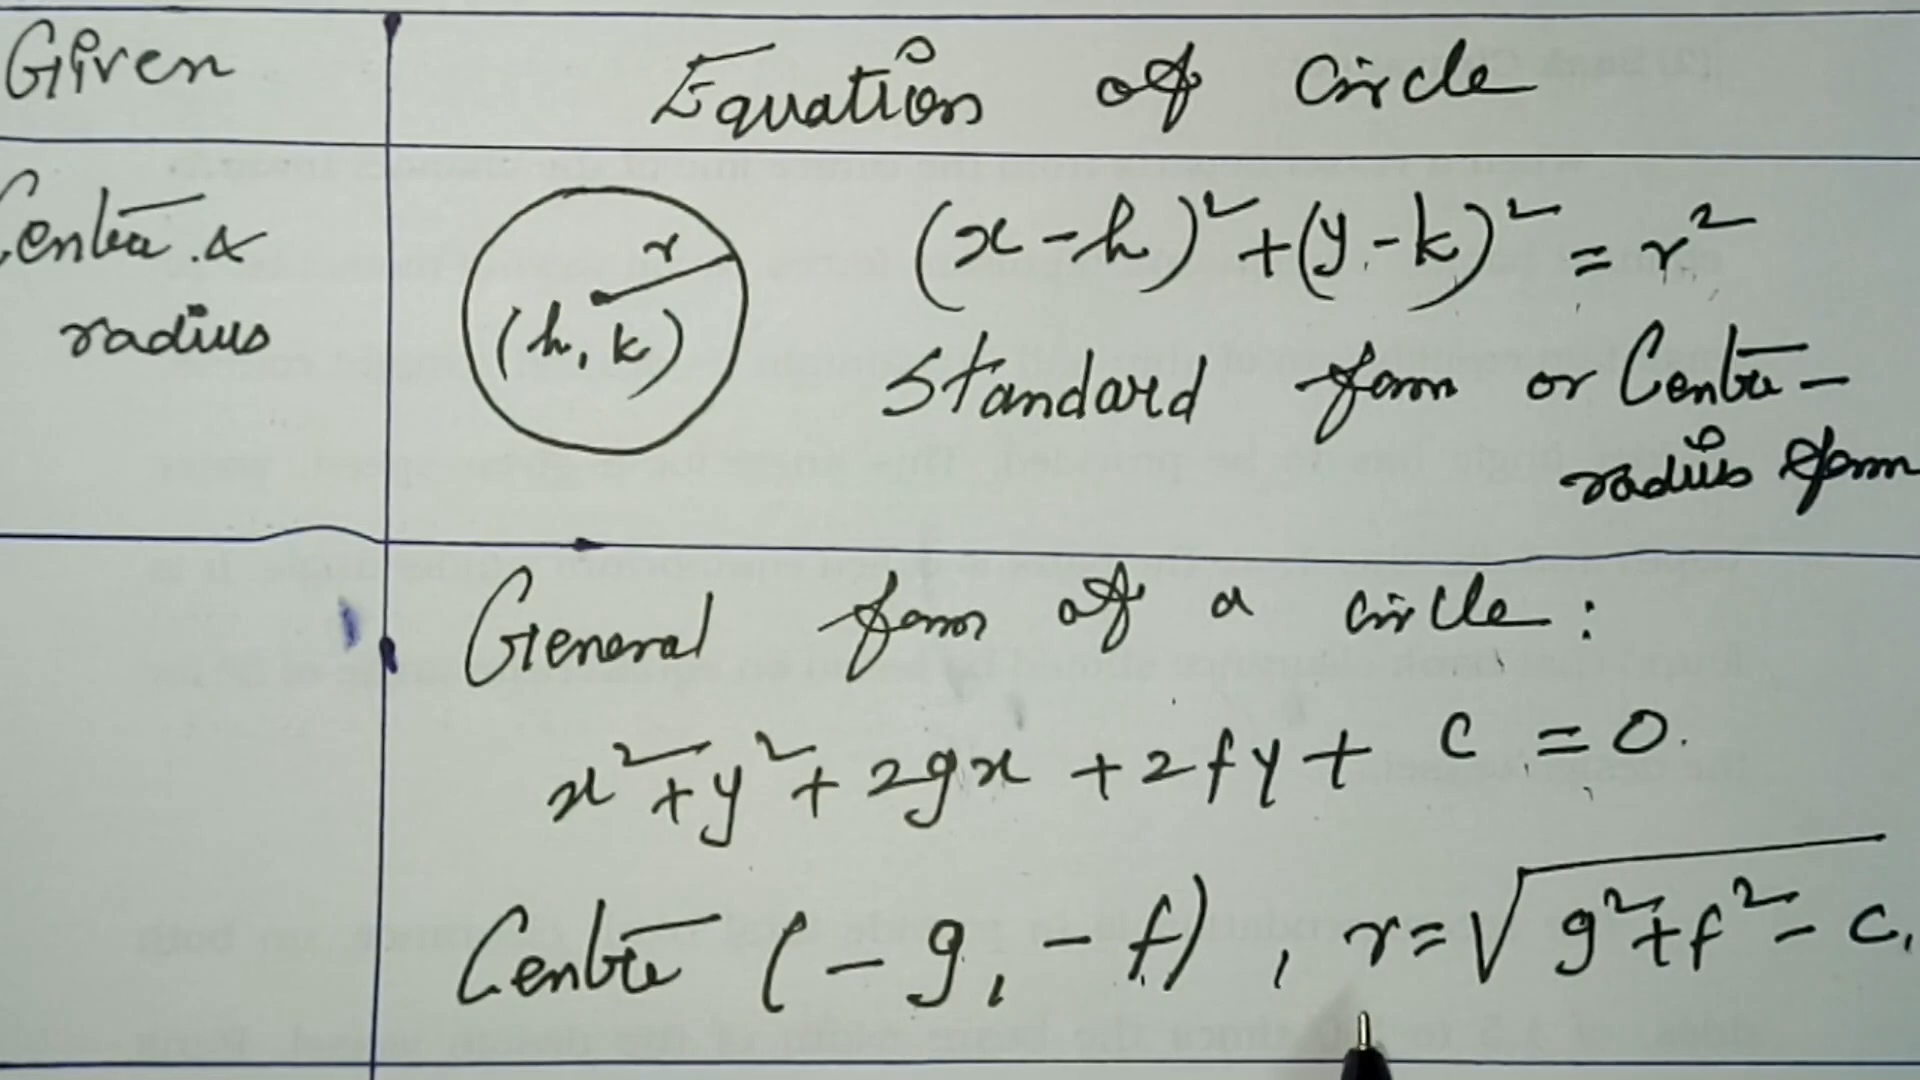 Given
Equation of Circle
Centre &
radius
r
(h, k)
(x - h)² + (y - k)² = r²
Standard form or Centre -
radius form
General form of a circle :
x² + y² + 2gx + 2fy + c = 0.
Centre (-g, -f), r = √(g² + f² - c).